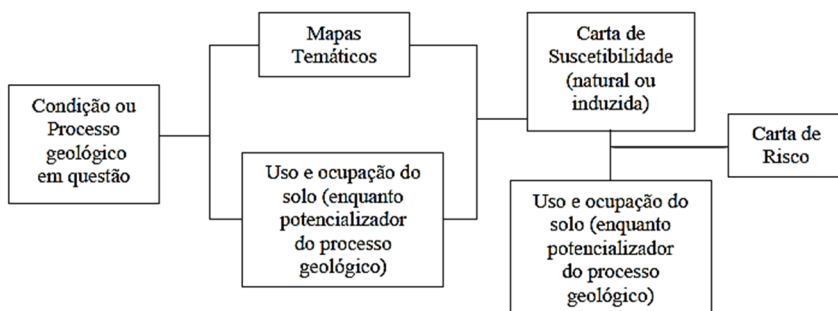 Condição ou
Processo
geológico
em questão
Mapas
Temáticos
Uso e ocupação do
solo (enquanto
potencializador
do processo
geológico)
Carta de
Suscetibilidade
(natural ou
induzida)
Uso e ocupação do
solo (enquanto
potencializador
do processo
geológico)
Carta de
Risco